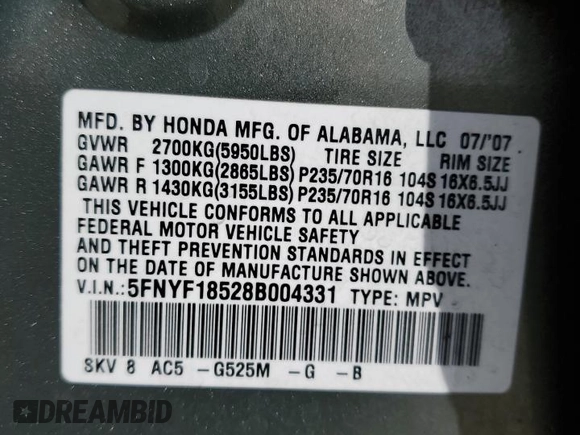 MFD. BY HONDA MFG. OF ALABAMA, LLC 07/'07
GVWR 2700KG(5950LBS) TIRE SIZE RIM SIZE
GAWR F 1300KG(2865LBS) P235/70R16 104S 16X6.5JJ
GAWR R 1430KG(3155LBS) P235/70R16 104S 16X6.5JJ
THIS VEHICLE CONFORMS TO ALL APPLICABLE
FEDERAL MOTOR VEHICLE SAFETY
AND THEFT PREVENTION STANDARDS IN EFFECT
ON THE DATE OF MANUFACTURE SHOWN ABOVE.
V.I.N.: 5FNYF18528B004331 TYPE: MPV
SKV 8 AC5 -G525M -G -B
DREAMBID